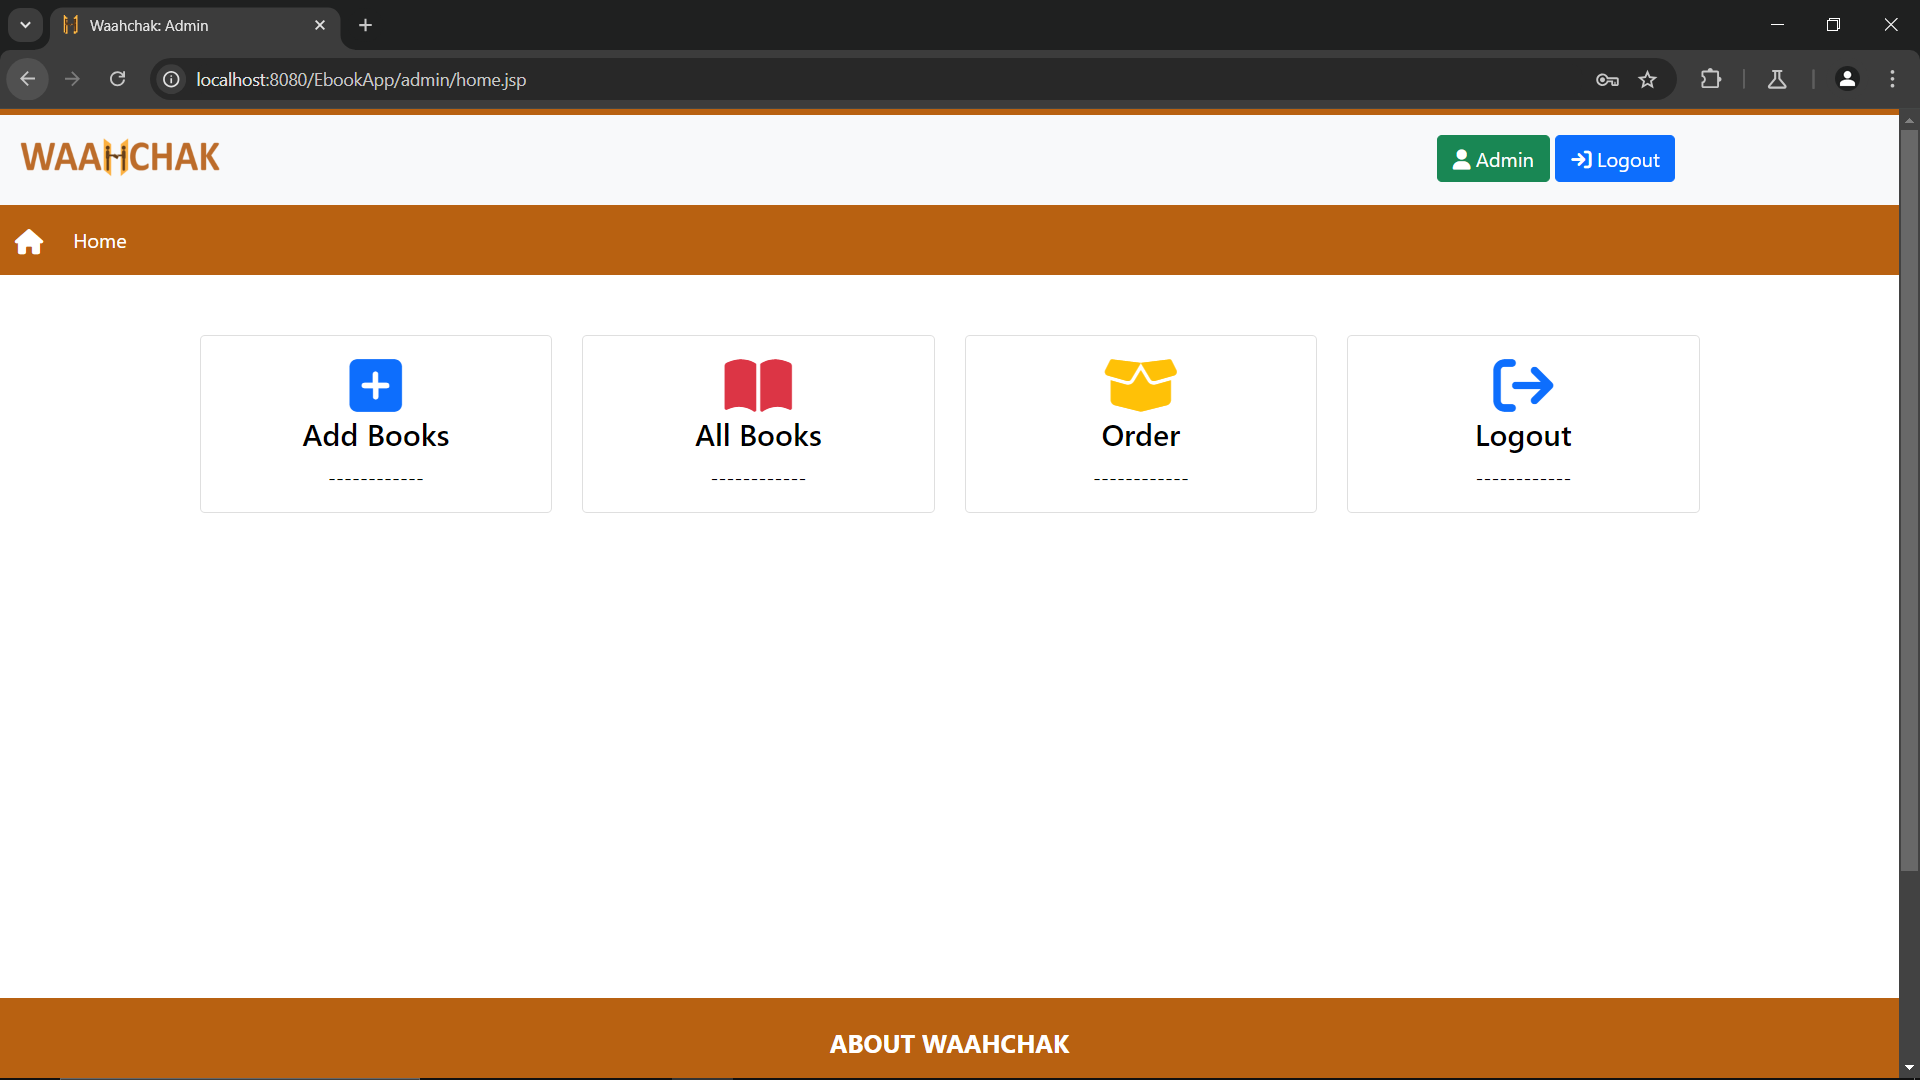 Waahchak: Admin
localhost:8080/EbookApp/admin/home.jsp
WAAHCHAK
Admin
Logout
Home
Add Books
------------
All Books
------------
Order
------------
Logout
------------
ABOUT WAAHCHAK